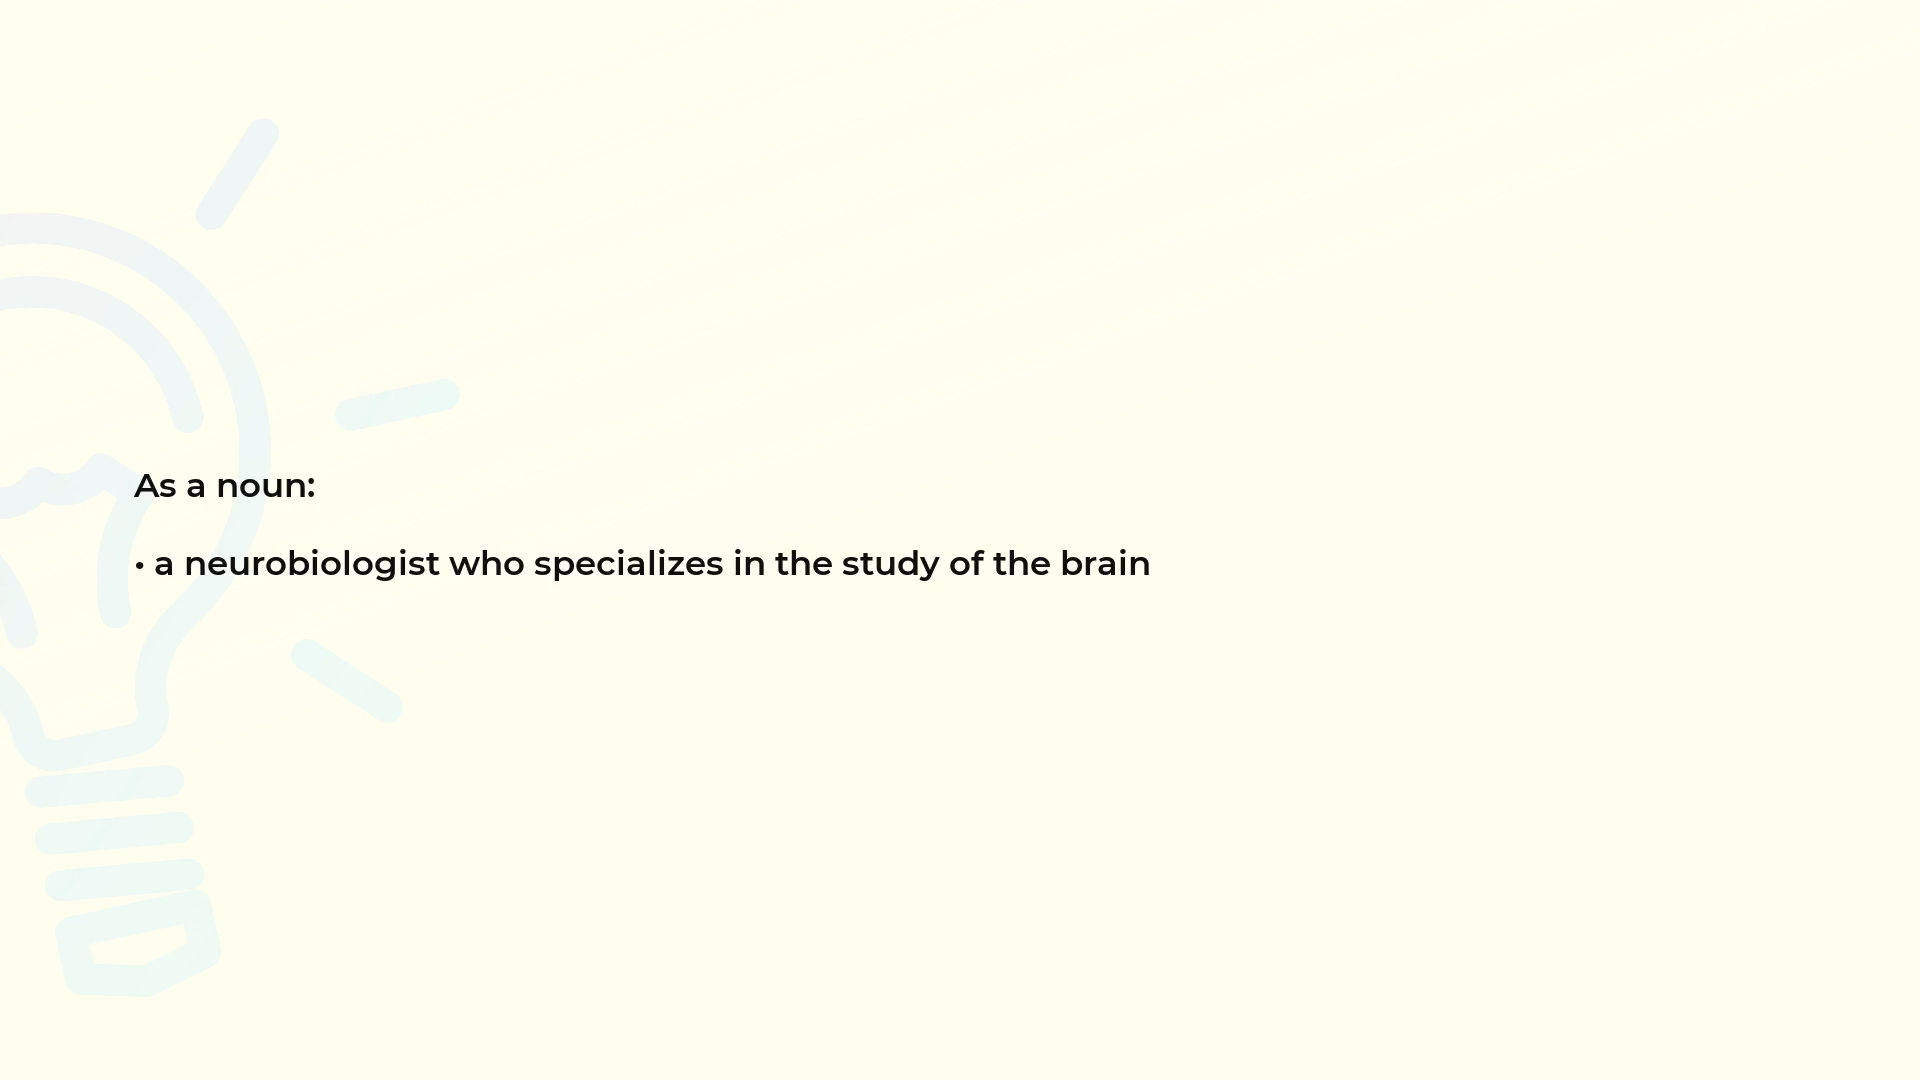 As a noun:
• a neurobiologist who specializes in the study of the brain